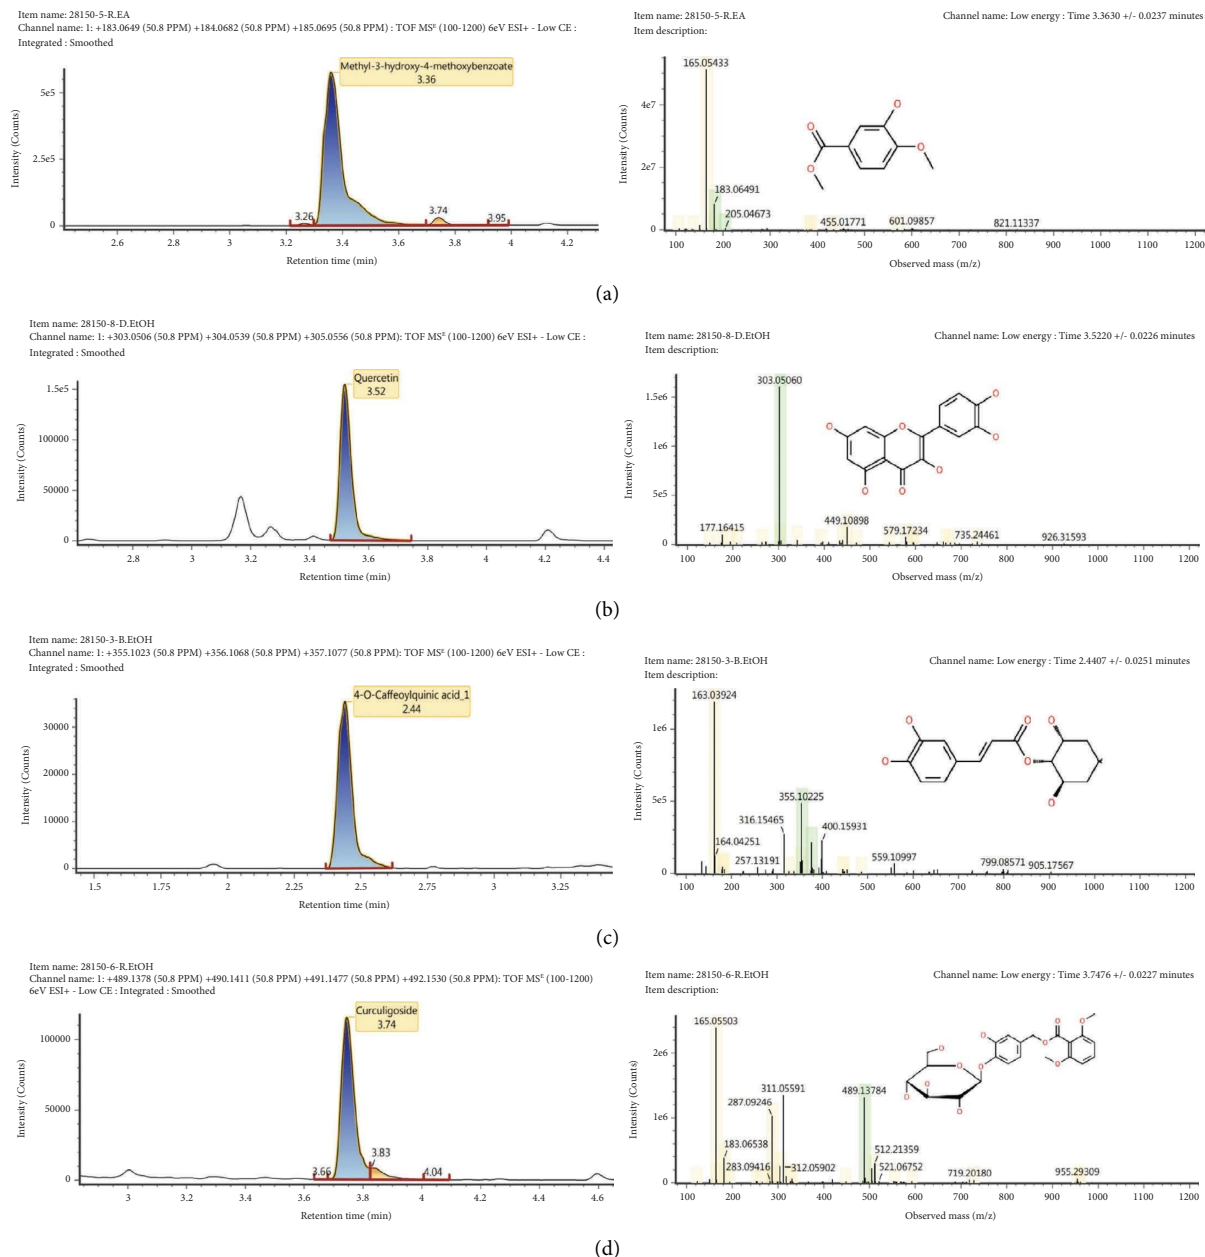 Item name: 28150-5-R.EA
Channel name: 1: +183.0649 (50.8 PPM) +184.0682 (50.8 PPM) +185.0695 (50.8 PPM) : TOF MSᴱ (100-1200) 6eV ESI+ - Low CE :
Integrated : Smoothed
Intensity (Counts)
5e5
2.5e5
0
Methyl-3-hydroxy-4-methoxybenzoate
3.36
3.26
3.74
3.95
2.6 2.8 3 3.2 3.4 3.6 3.8 4 4.2
Retention time (min)
Item name: 28150-5-R.EA
Channel name: Low energy : Time 3.3630 +/- 0.0237 minutes
Item description:
Intensity (Counts)
4e7
2e7
0
165.05433
183.06491
205.04673
455.01771
601.09857
821.11337
O
O
O
O
100 200 300 400 500 600 700 800 900 1000 1100 1200
Observed mass (m/z)
(a)
Item name: 28150-8-D.EtOH
Channel name: 1: +303.0506 (50.8 PPM) +304.0539 (50.8 PPM) +305.0556 (50.8 PPM): TOF MSᴱ (100-1200) 6eV ESI+ - Low CE :
Integrated : Smoothed
Intensity (Counts)
1.5e5
100000
50000
0
Quercetin
3.52
2.8 3 3.2 3.4 3.6 3.8 4 4.2 4.4
Retention time (min)
Item name: 28150-8-D.EtOH
Channel name: Low energy : Time 3.5220 +/- 0.0226 minutes
Item description:
Intensity (Counts)
1.5e6
1e6
5e5
0
303.05060
177.16415
449.10898
579.17234
735.24461
926.31593
O
O
O
O
O
O
O
100 200 300 400 500 600 700 800 900 1000 1100 1200
Observed mass (m/z)
(b)
Item name: 28150-3-B.EtOH
Channel name: 1: +355.1023 (50.8 PPM) +356.1068 (50.8 PPM) +357.1077 (50.8 PPM): TOF MSᴱ (100-1200) 6eV ESI+ - Low CE :
Integrated : Smoothed
Intensity (Counts)
30000
20000
10000
0
4-O-Caffeoylquinic acid_1
2.44
1.5 1.75 2 2.25 2.5 2.75 3 3.25
Retention time (min)
Item name: 28150-3-B.EtOH
Channel name: Low energy : Time 2.4407 +/- 0.0251 minutes
Item description:
Intensity (Counts)
1e6
5e5
0
163.03924
164.04251
257.13191
316.15465
355.10225
400.15931
559.10997
799.08571
905.17567
O
O
O
O
O
O
100 200 300 400 500 600 700 800 900 1000 1100 1200
Observed mass (m/z)
(c)
Item name: 28150-6-R.EtOH
Channel name: 1: +489.1378 (50.8 PPM) +490.1411 (50.8 PPM) +491.1477 (50.8 PPM) +492.1530 (50.8 PPM): TOF MSᴱ (100-1200)
6eV ESI+ - Low CE : Integrated : Smoothed
Intensity (Counts)
100000
50000
0
Curculigoside
3.74
3.66
3.83
4.04
3 3.2 3.4 3.6 3.8 4 4.2 4.4 4.6
Retention time (min)
Item name: 28150-6-R.EtOH
Channel name: Low energy : Time 3.7476 +/- 0.0227 minutes
Item description:
Intensity (Counts)
2e6
1e6
0
165.05503
183.06538
283.09416
287.09246
311.05591
312.05902
489.13784
512.21359
521.06752
719.20180
955.29309
O
O
O
O
O
O
O
O
O
O
O
100 200 300 400 500 600 700 800 900 1000 1100 1200
Observed mass (m/z)
(d)